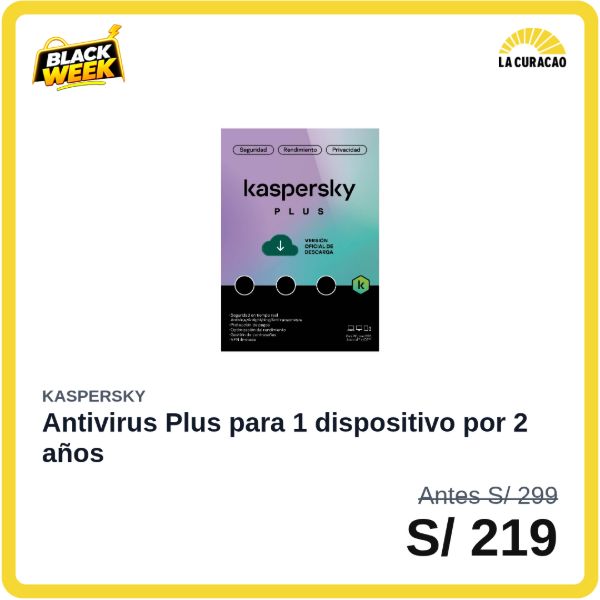 BLACK
WEEK
LA CURACAO
Seguridad Rendimiento Privacidad
kaspersky
PLUS
VERSIÓN
OFICIAL DE
DESCARGA
k
KASPERSKY
Antivirus Plus para 1 dispositivo por 2
años
Antes S/ 299
S/ 219